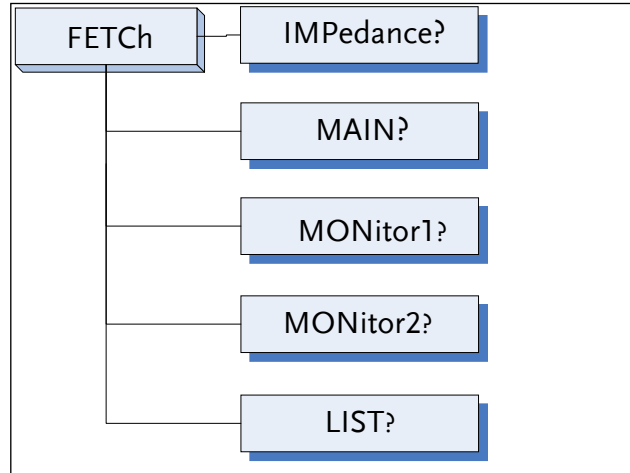 FETCh
IMPedance?
MAIN?
MONitor1?
MONitor2?
LIST?